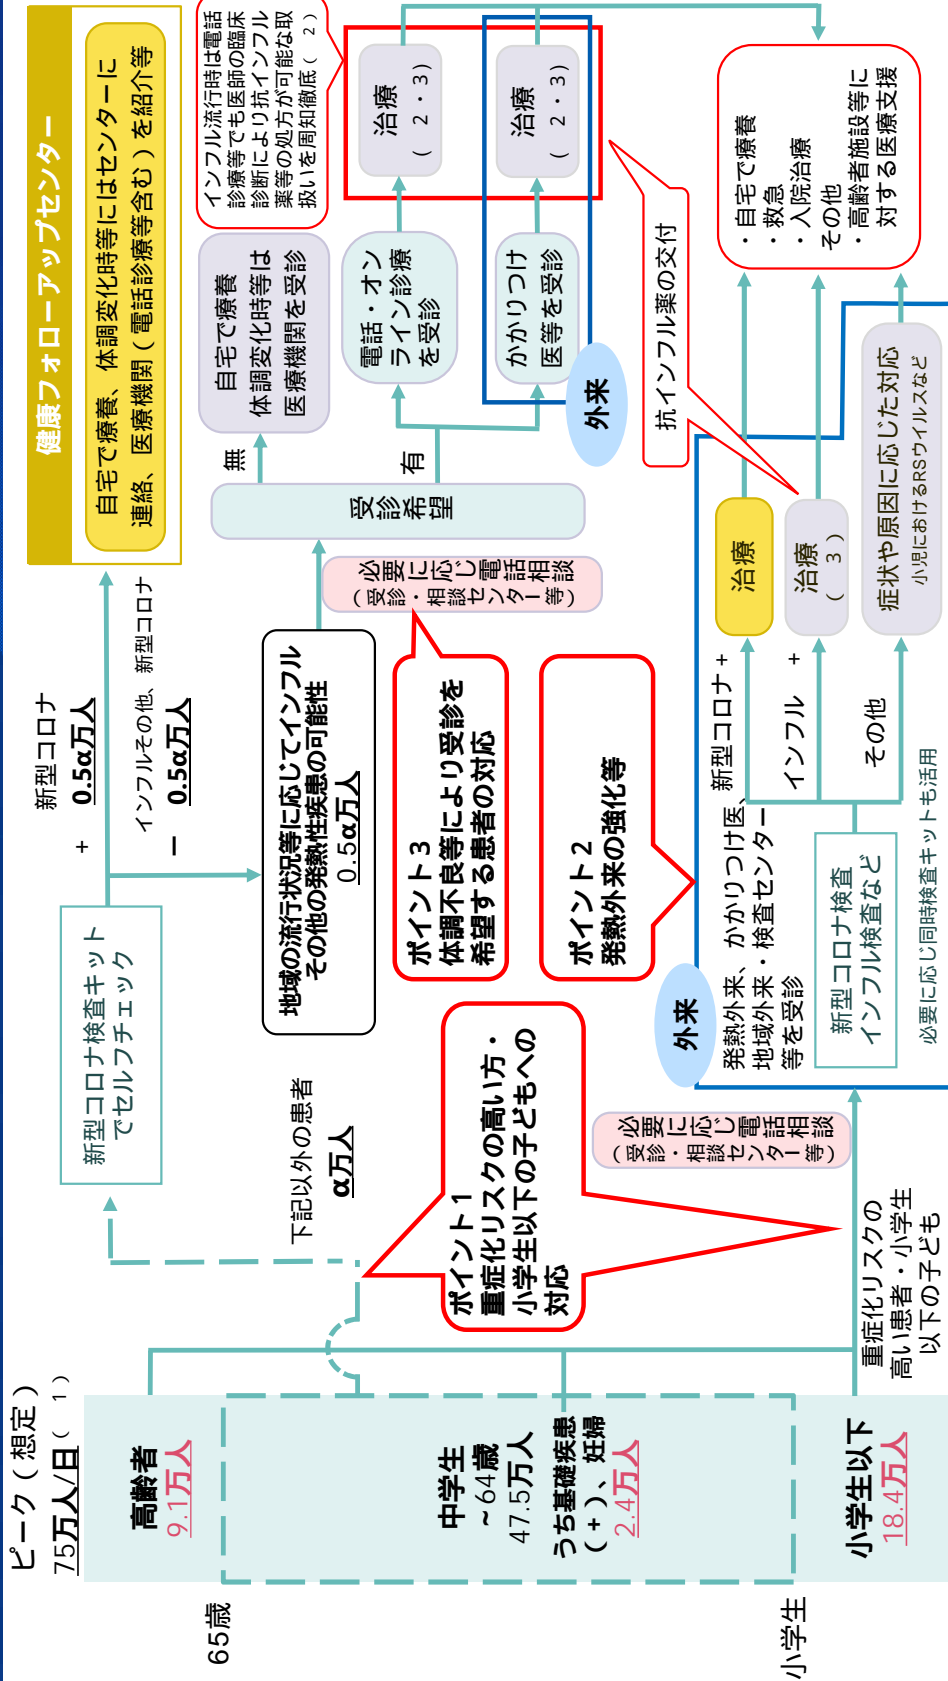 ピーク（想定）
75万人/日（ 1）
65歳
高齢者
9.1万人
中学生
～64歳
47.5万人
うち基礎疾患
（+）、妊婦
2.4万人
小学生以下
18.4万人
小学生
下記以外の患者
α万人
新型コロナ検査キット
でセルフチェック
新型コロナ
+
0.5α万人
インフルその他、新型コロナ
－
0.5α万人
健康フォローアップセンター
自宅で療養、体調変化時等にはセンターに
連絡、医療機関（電話診療等含む）を紹介等
地域の流行状況等に応じてインフル
その他の発熱性疾患の可能性
0.5α万人
必要に応じ電話相談
（受診・相談センター等）
受診希望
無
有
自宅で療養
体調変化時等は
医療機関を受診
電話・オン
ライン診療
を受診
かかりつけ
医等を受診
外来
インフル流行時は電話
診療等でも医師の臨床
診断により抗インフル
薬等の処方が可能な取
扱いを周知徹底（ 2）
治療
（ 2・3）
治療
（ 2・3）
ポイント1
重症化リスクの高い方・
小学生以下の子どもへの
対応
ポイント3
体調不良等により受診を
希望する患者の対応
ポイント2
発熱外来の強化等
抗インフル薬の交付
重症化リスクの
高い患者・小学生
以下の子ども
必要に応じ電話相談
（受診・相談センター等）
外来
発熱外来、かかりつけ医、
地域外来・検査センター
等を受診
新型コロナ検査
インフル検査など
必要に応じ同時検査キットも活用
新型コロナ+
インフル +
その他
治療
治療
（ 3）
症状や原因に応じた対応
小児におけるRSウイルスなど
・自宅で療養
・救急
・入院治療
その他
・高齢者施設等に
対する医療支援